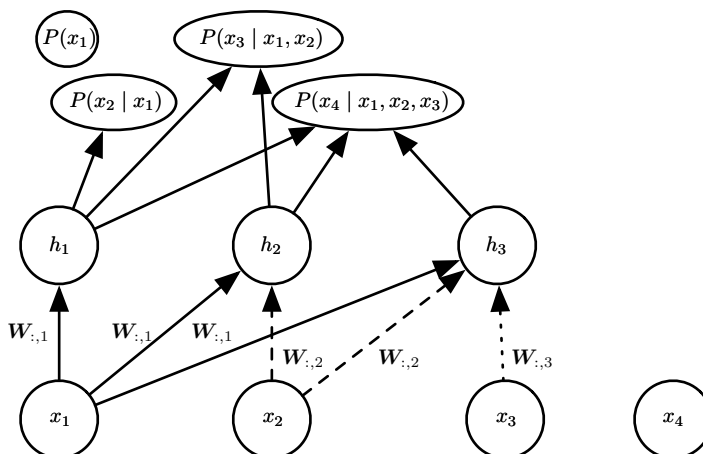 P(x₁)
P(x₃ | x₁, x₂)
P(x₂ | x₁)
P(x₄ | x₁, x₂, x₃)
h₁
h₂
h₃
W:,1
W:,1
W:,1
W:,2
W:,2
W:,3
x₁
x₂
x₃
x₄